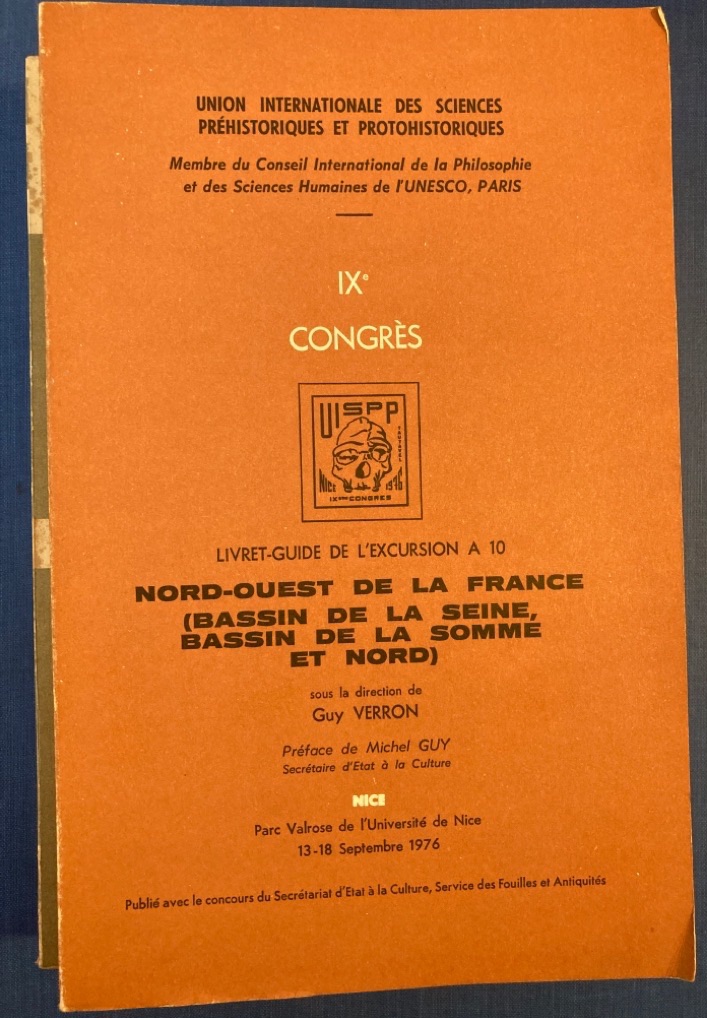 UNION INTERNATIONALE DES SCIENCES
PRÉHISTORIQUES ET PROTOHISTORIQUES
Membre du Conseil International de la Philosophie
et des Sciences Humaines de l'UNESCO, PARIS
IXe
CONGRÈS
UISPP
TAUTAVEL
NICE 1976
IXème CONGRES
LIVRET-GUIDE DE L'EXCURSION A 10
NORD-OUEST DE LA FRANCE
(BASSIN DE LA SEINE,
BASSIN DE LA SOMME
ET NORD)
sous la direction de
Guy VERRON
Préface de Michel GUY
Secrétaire d'Etat à la Culture
NICE
Parc Valrose de l'Université de Nice
13-18 Septembre 1976
Publié avec le concours du Secrétariat d'Etat à la Culture, Service des Fouilles et Antiquités